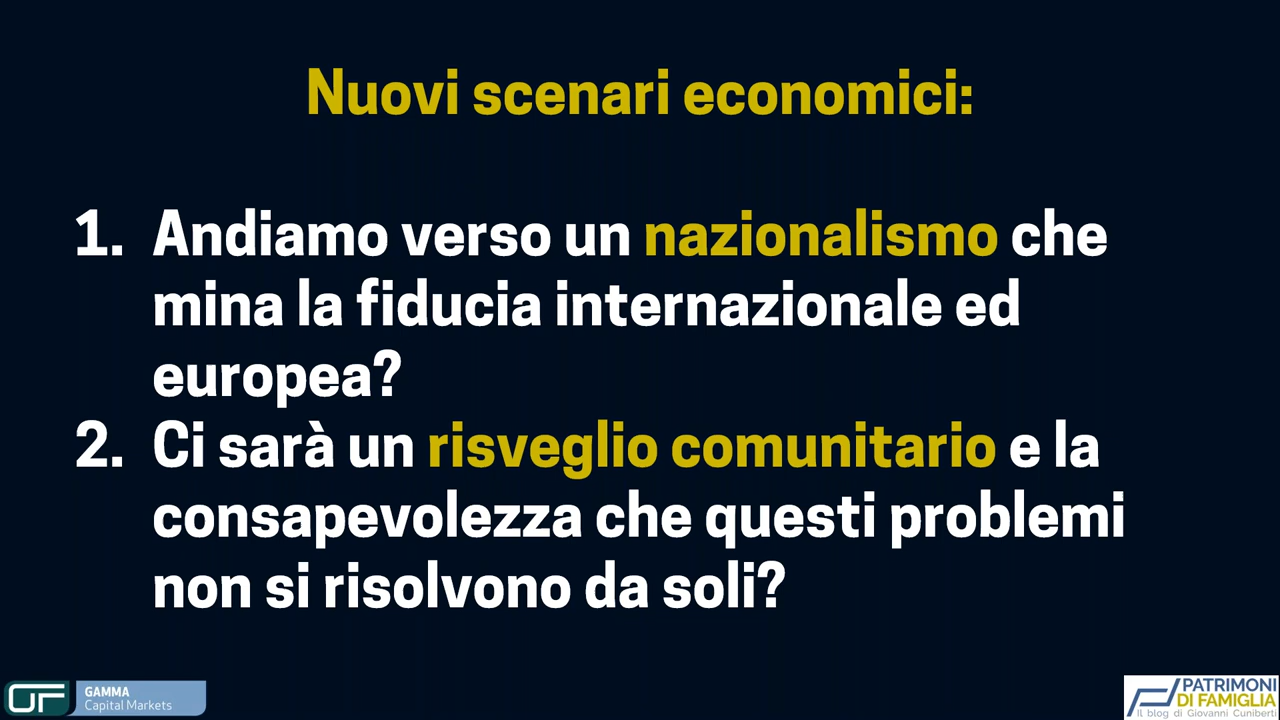 Nuovi scenari economici:
1. Andiamo verso un nazionalismo che
mina la fiducia internazionale ed
europea?
2. Ci sarà un risveglio comunitario e la
consapevolezza che questi problemi
non si risolvono da soli?
GAMMA
Capital Markets
PATRIMONI
DI FAMIGLIA
Il blog di Giovanni Cuniberti